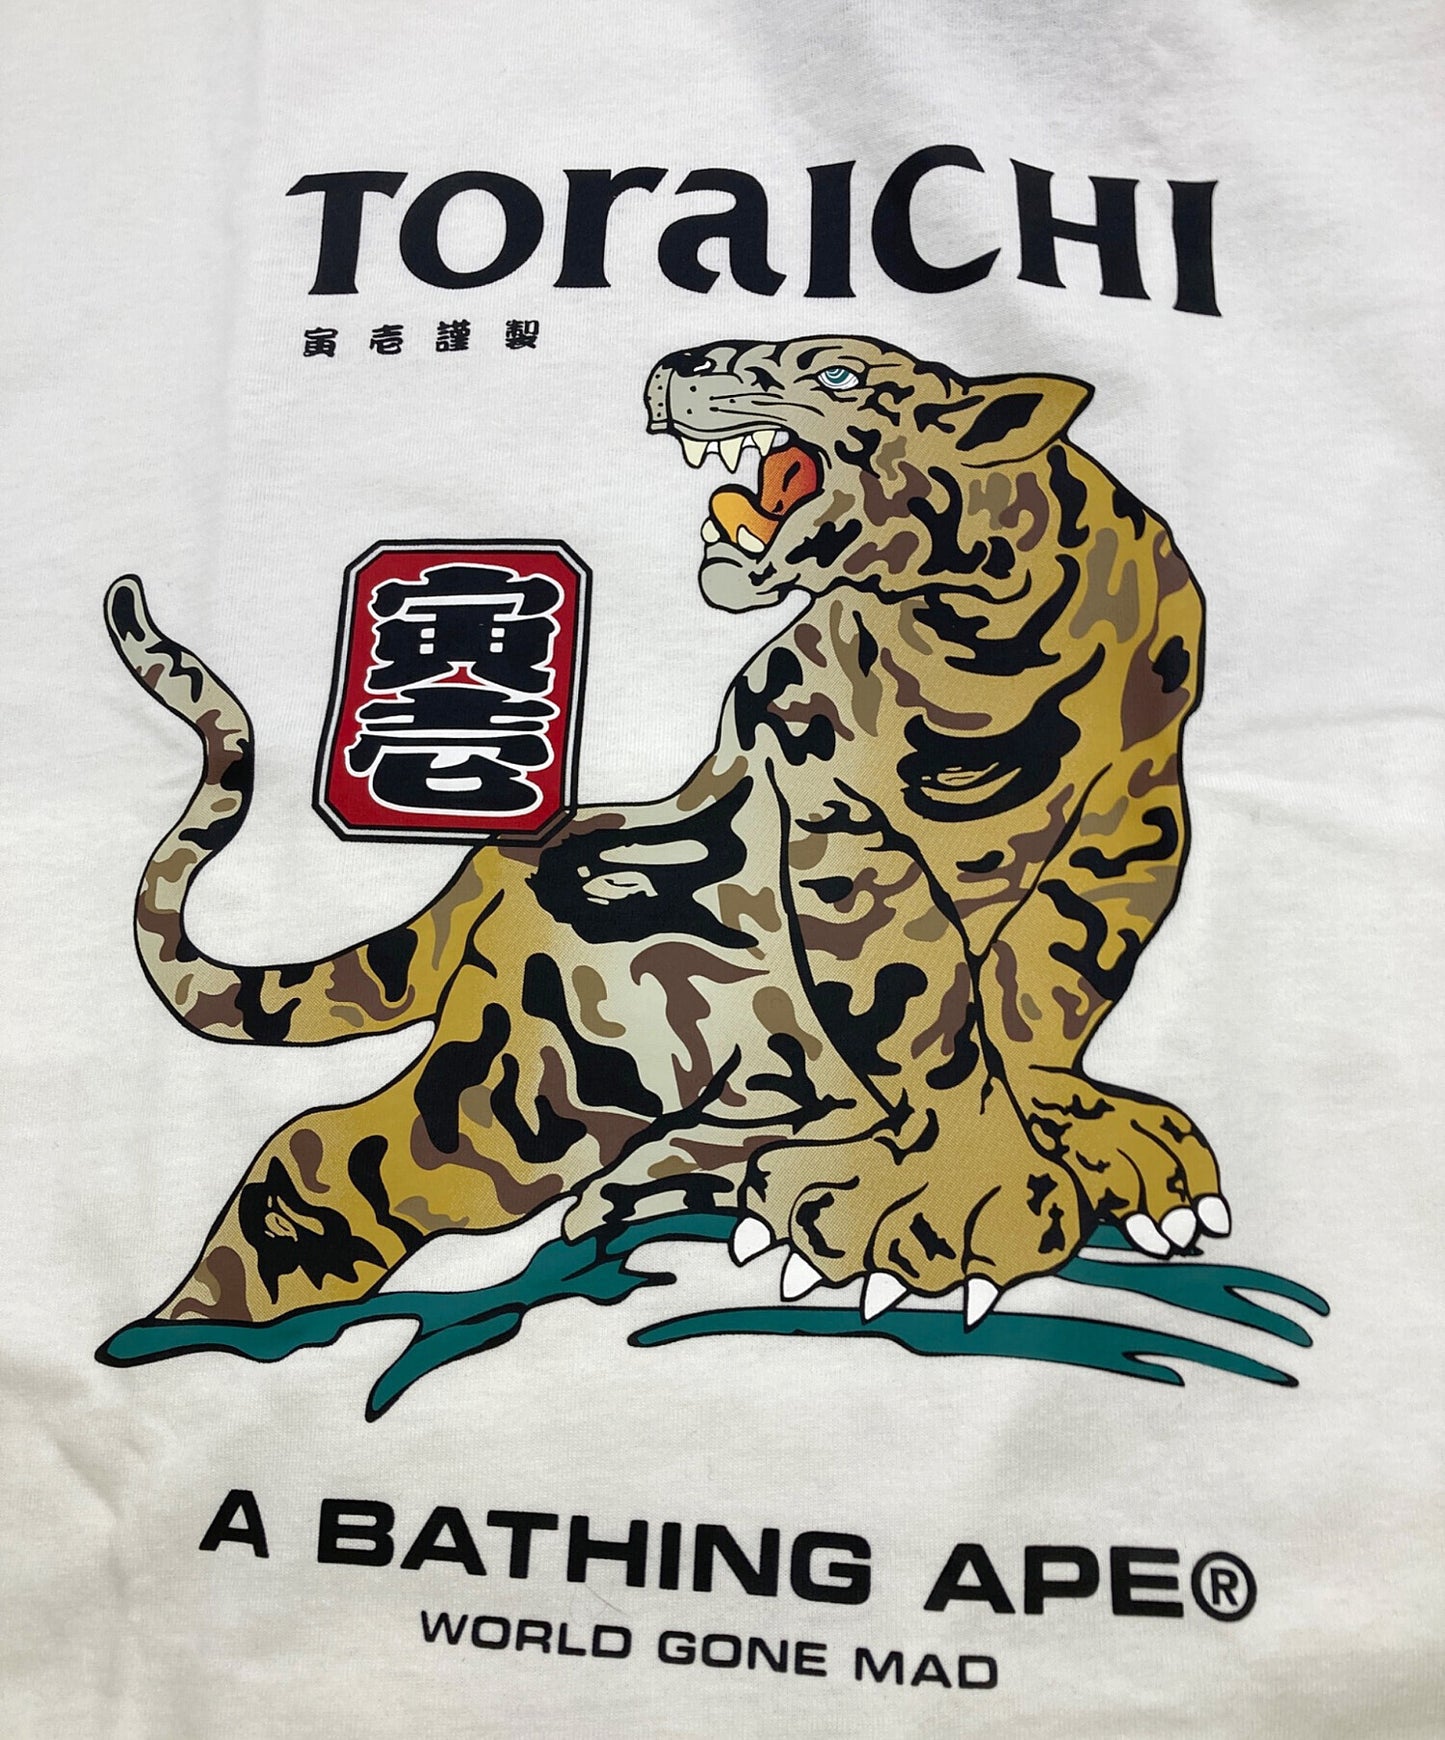 TORAICHI
寅壱謹製
寅壱
A BATHING APE®
WORLD GONE MAD